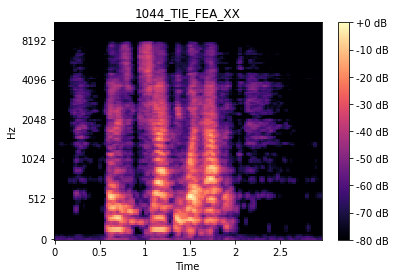 1044_TIE_FEA_XX
Hz
8192
4096
2048
1024
512
0
0 0.5 1 1.5 2 2.5
Time
+0 dB
-10 dB
-20 dB
-30 dB
-40 dB
-50 dB
-60 dB
-70 dB
-80 dB